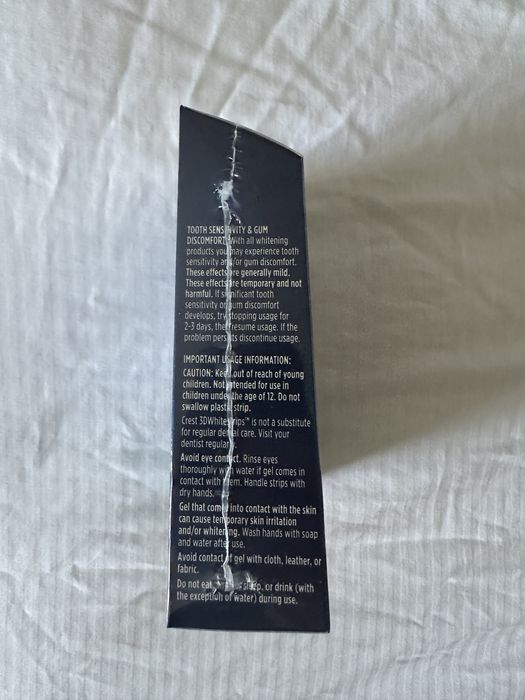 TOOTH SENSITIVITY & GUM
DISCOMFORT: With all whitening
products you may experience tooth
sensitivity and/or gum discomfort.
These effects are generally mild.
These effects are temporary and not
harmful. If significant tooth
sensitivity or gum discomfort
develops, try stopping usage for
2-3 days, then resume usage. If the
problem persists discontinue usage.
IMPORTANT USAGE INFORMATION:
CAUTION: Keep out of reach of young
children. Not intended for use in
children under the age of 12. Do not
swallow plastic strip.
Crest 3DWhitestrips™ is not a substitute
for regular dental care. Visit your
dentist regularly.
Avoid eye contact. Rinse eyes
thoroughly with water if gel comes in
contact with them. Handle strips with
dry hands.
Gel that comes into contact with the skin
can cause temporary skin irritation
and/or whitening. Wash hands with soap
and water after use.
Avoid contact of gel with cloth, leather, or
fabric.
Do not eat, sleep, or drink (with
the exception of water) during use.